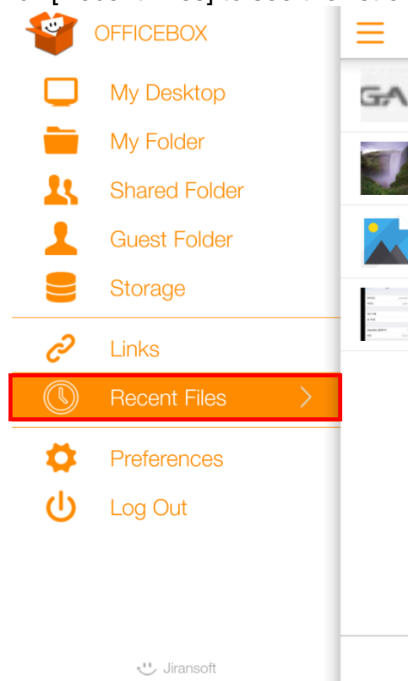 OFFICEBOX
My Desktop
My Folder
Shared Folder
Guest Folder
Storage
Links
Recent Files
Preferences
Log Out
Jiransoft